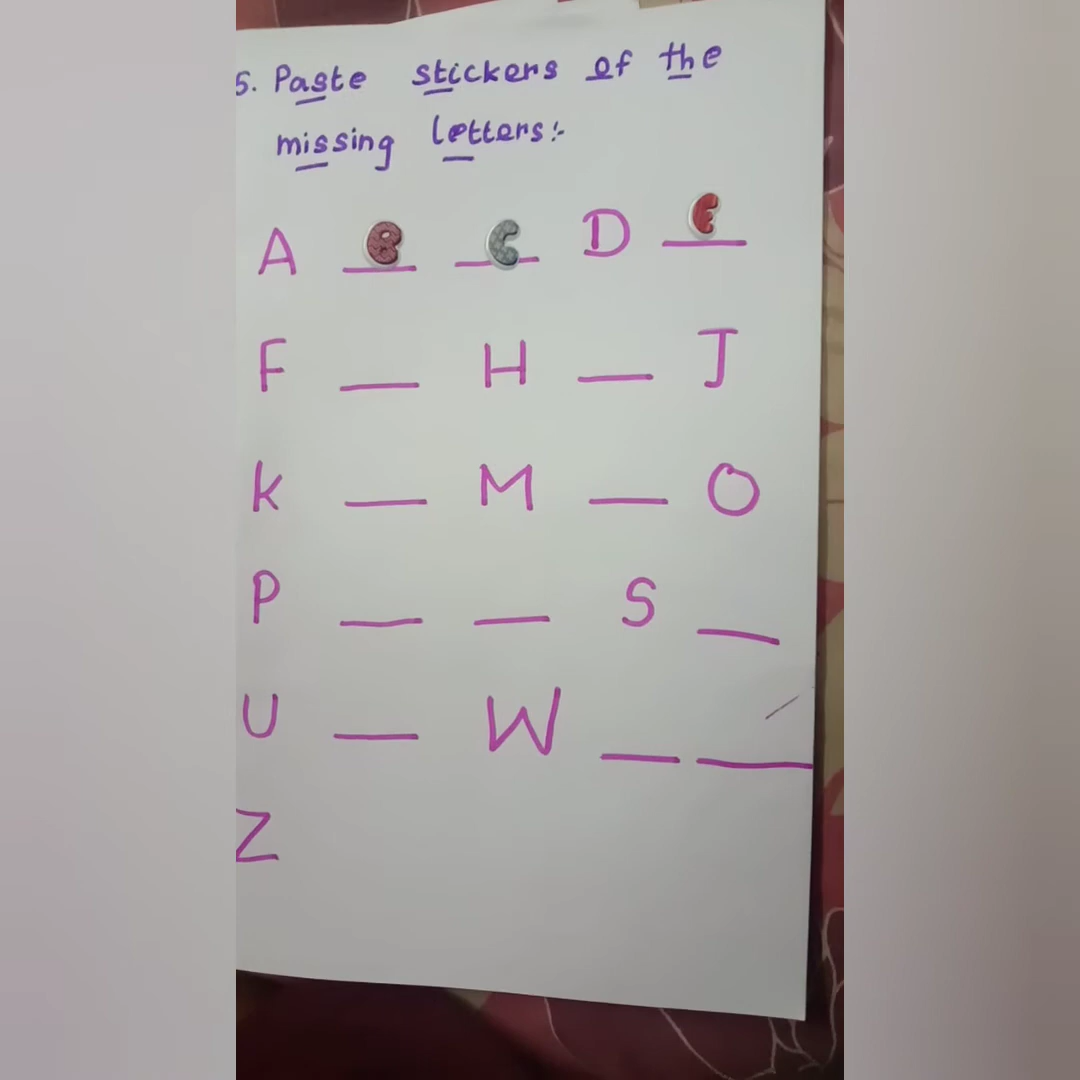 5. Paste stickers of the
missing letters:-
A B C D E
F __ H __ J
K __ M __ O
P __ __ S __
U __ W __ __
Z